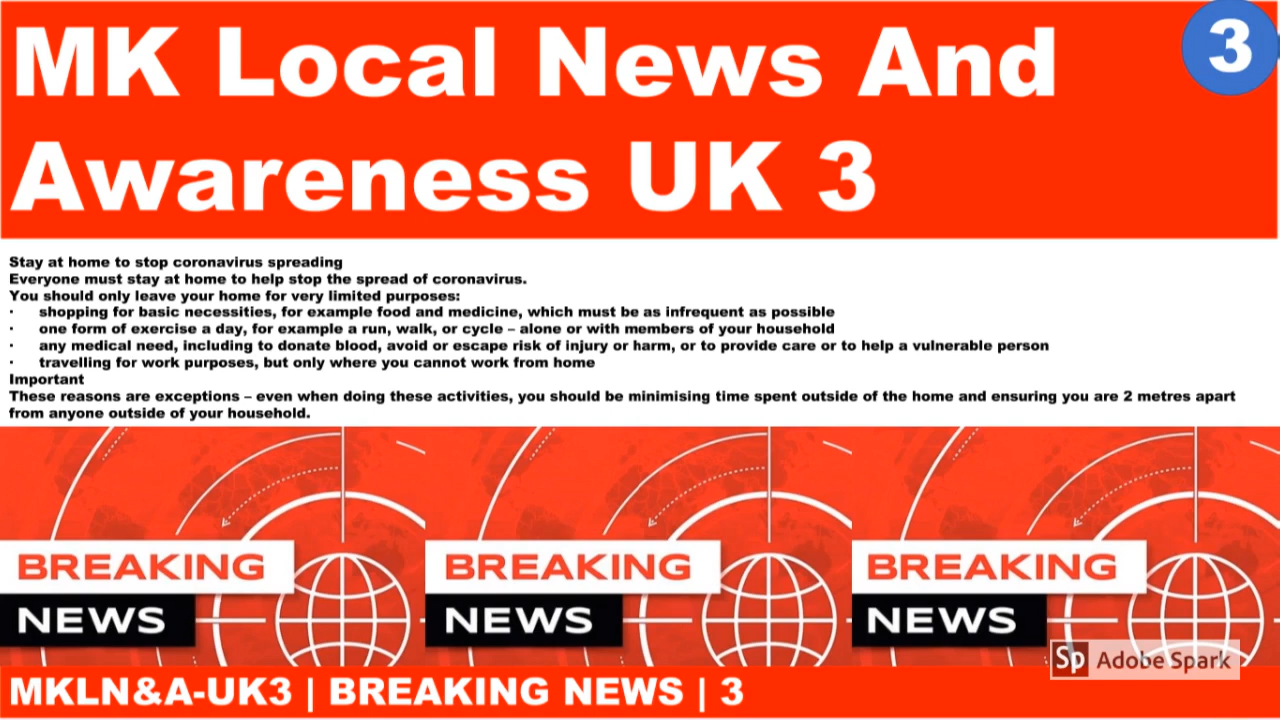 MK Local News And
3
Awareness UK 3
Stay at home to stop coronavirus spreading
Everyone must stay at home to help stop the spread of coronavirus.
You should only leave your home for very limited purposes:
· shopping for basic necessities, for example food and medicine, which must be as infrequent as possible
· one form of exercise a day, for example a run, walk, or cycle – alone or with members of your household
· any medical need, including to donate blood, avoid or escape risk of injury or harm, or to provide care or to help a vulnerable person
· travelling for work purposes, but only where you cannot work from home
Important
These reasons are exceptions – even when doing these activities, you should be minimising time spent outside of the home and ensuring you are 2 metres apart
from anyone outside of your household.
BREAKING
NEWS
BREAKING
NEWS
BREAKING
NEWS
Sp Adobe Spark
MKLN&A-UK3 | BREAKING NEWS | 3